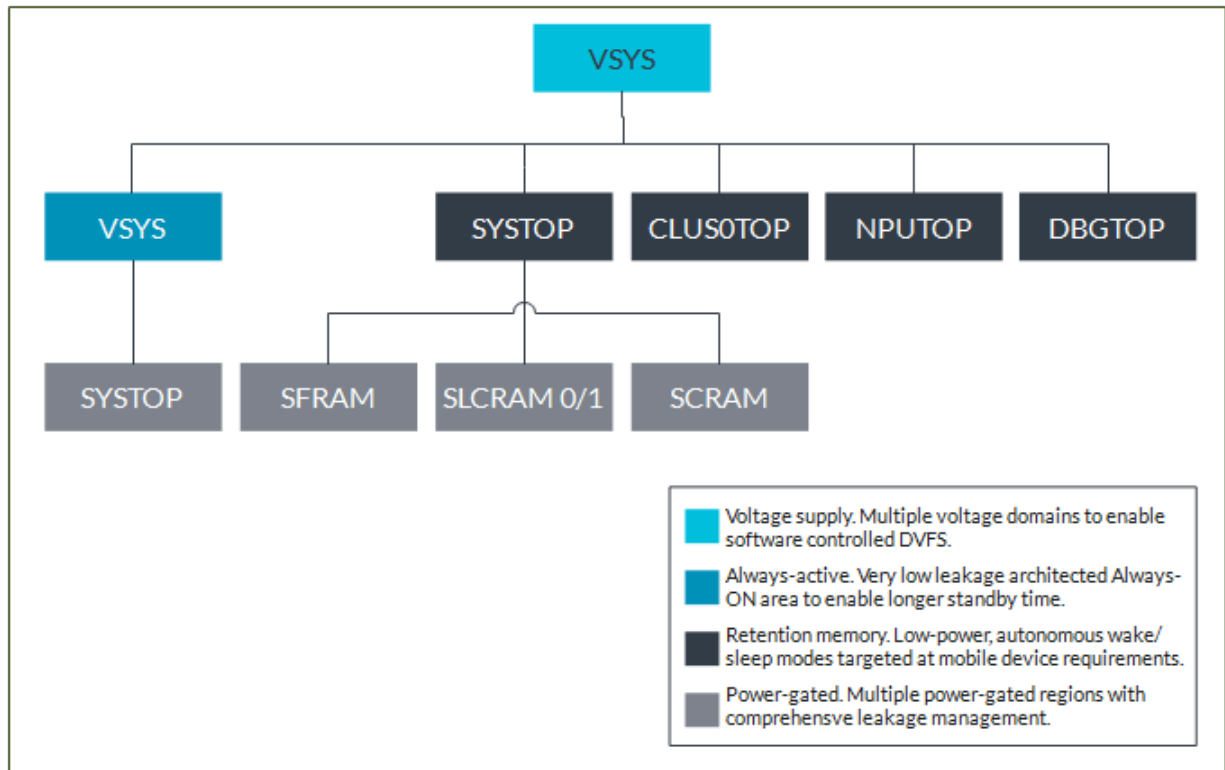 VSYS
VSYS
SYSTOP
CLUS0TOP
NPUTOP
DBGTOP
SYSTOP
SFRAM
SLCRAM 0/1
SCRAM
Voltage supply. Multiple voltage domains to enable
software controlled DVFS.
Always-active. Very low leakage architected Always-
ON area to enable longer standby time.
Retention memory. Low-power, autonomous wake/
sleep modes targeted at mobile device requirements.
Power-gated. Multiple power-gated regions with
comprehensve leakage management.